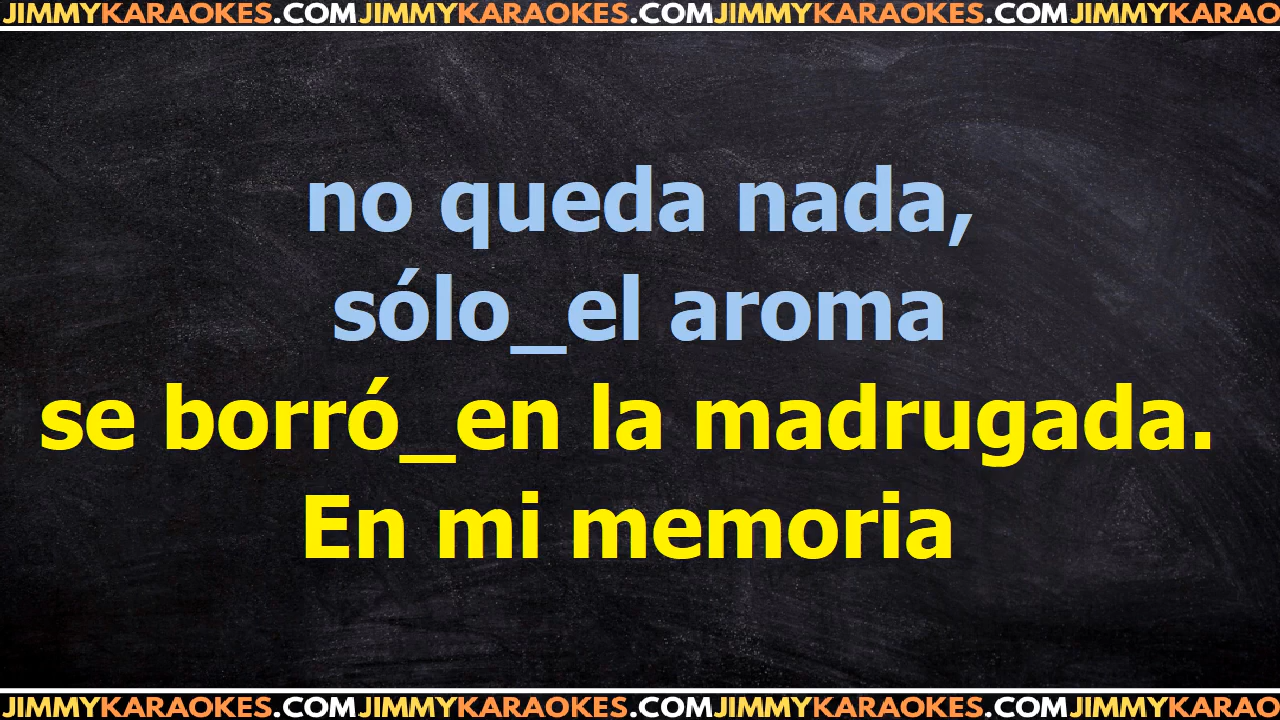 JIMMYKARAOKES.COMJIMMYKARAOKES.COMJIMMYKARAOKES.COMJIMMYKARAO
no queda nada,
sólo_el aroma
se borró_en la madrugada.
En mi memoria
JIMMYKARAOKES.COMJIMMYKARAOKES.COMJIMMYKARAOKES.COMJIMMYKARAO